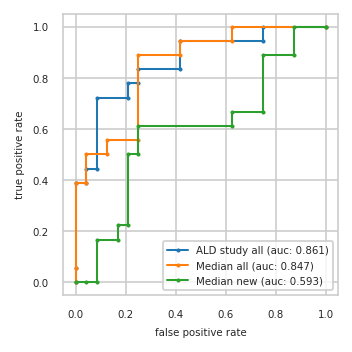 true positive rate
1.0
0.8
0.6
0.4
0.2
0.0
ALD study all (auc: 0.861)
Median all (auc: 0.847)
Median new (auc: 0.593)
0.0 0.2 0.4 0.6 0.8 1.0
false positive rate